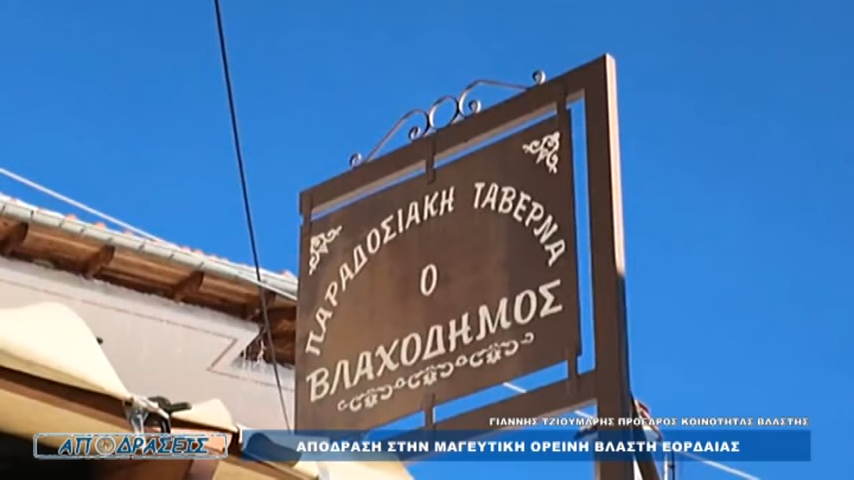 ΠΑΡΑΔΟΣΙΑΚΗ ΤΑΒΕΡΝΑ
Ο
ΒΛΑΧΟΔΗΜΟΣ
ΓΙΑΝΝΗΣ ΤΖΙΟΥΜΑΡΗΣ ΠΡΟΕΔΡΟΣ ΚΟΙΝΟΤΗΤΑΣ ΒΛΑΣΤΗΣ
ΑΠΟΔΡΑΣΕΙΣ
ΑΠΟΔΡΑΣΗ ΣΤΗΝ ΜΑΓΕΥΤΙΚΗ ΟΡΕΙΝΗ ΒΛΑΣΤΗ ΕΟΡΔΑΙΑΣ